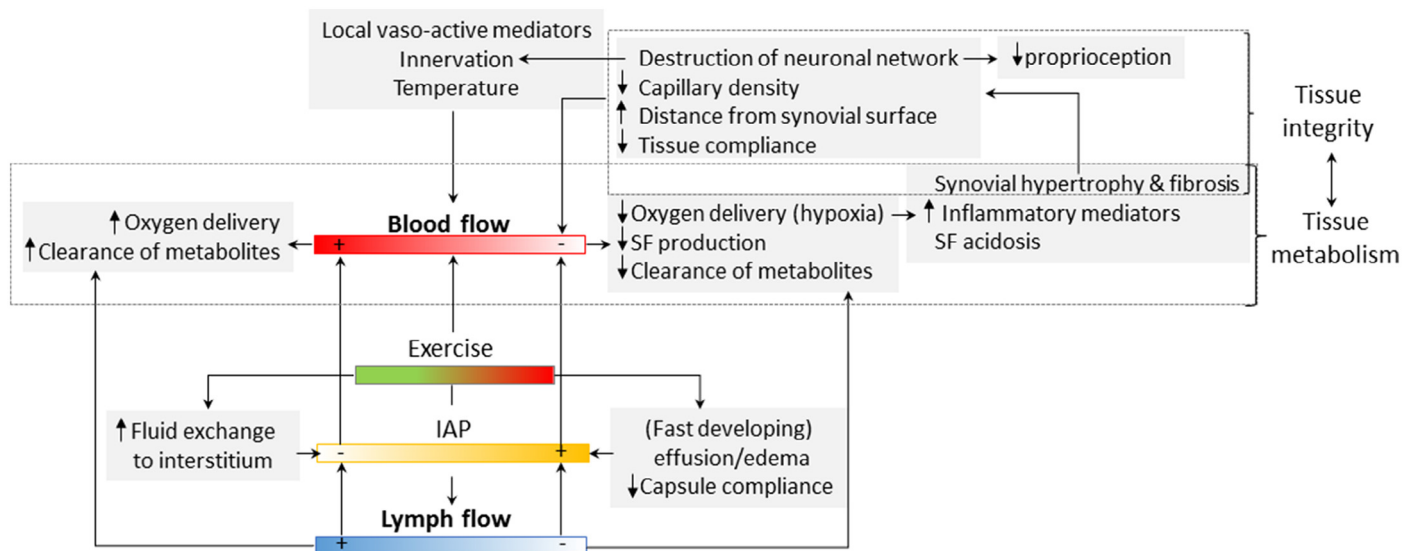 Local vaso-active mediators
Innervation
Temperature
Destruction of neuronal network
↓ Capillary density
↑ Distance from synovial surface
↓ Tissue compliance
↓proprioception
Tissue
integrity
Synovial hypertrophy & fibrosis
↑ Inflammatory mediators
SF acidosis
Tissue
metabolism
↑ Oxygen delivery
↑ Clearance of metabolites
Blood flow
+ -
↓Oxygen delivery (hypoxia)
↓SF production
↓Clearance of metabolites
Exercise
↑ Fluid exchange
to interstitium
IAP
- +
(Fast developing)
effusion/edema
↓Capsule compliance
Lymph flow
+ -